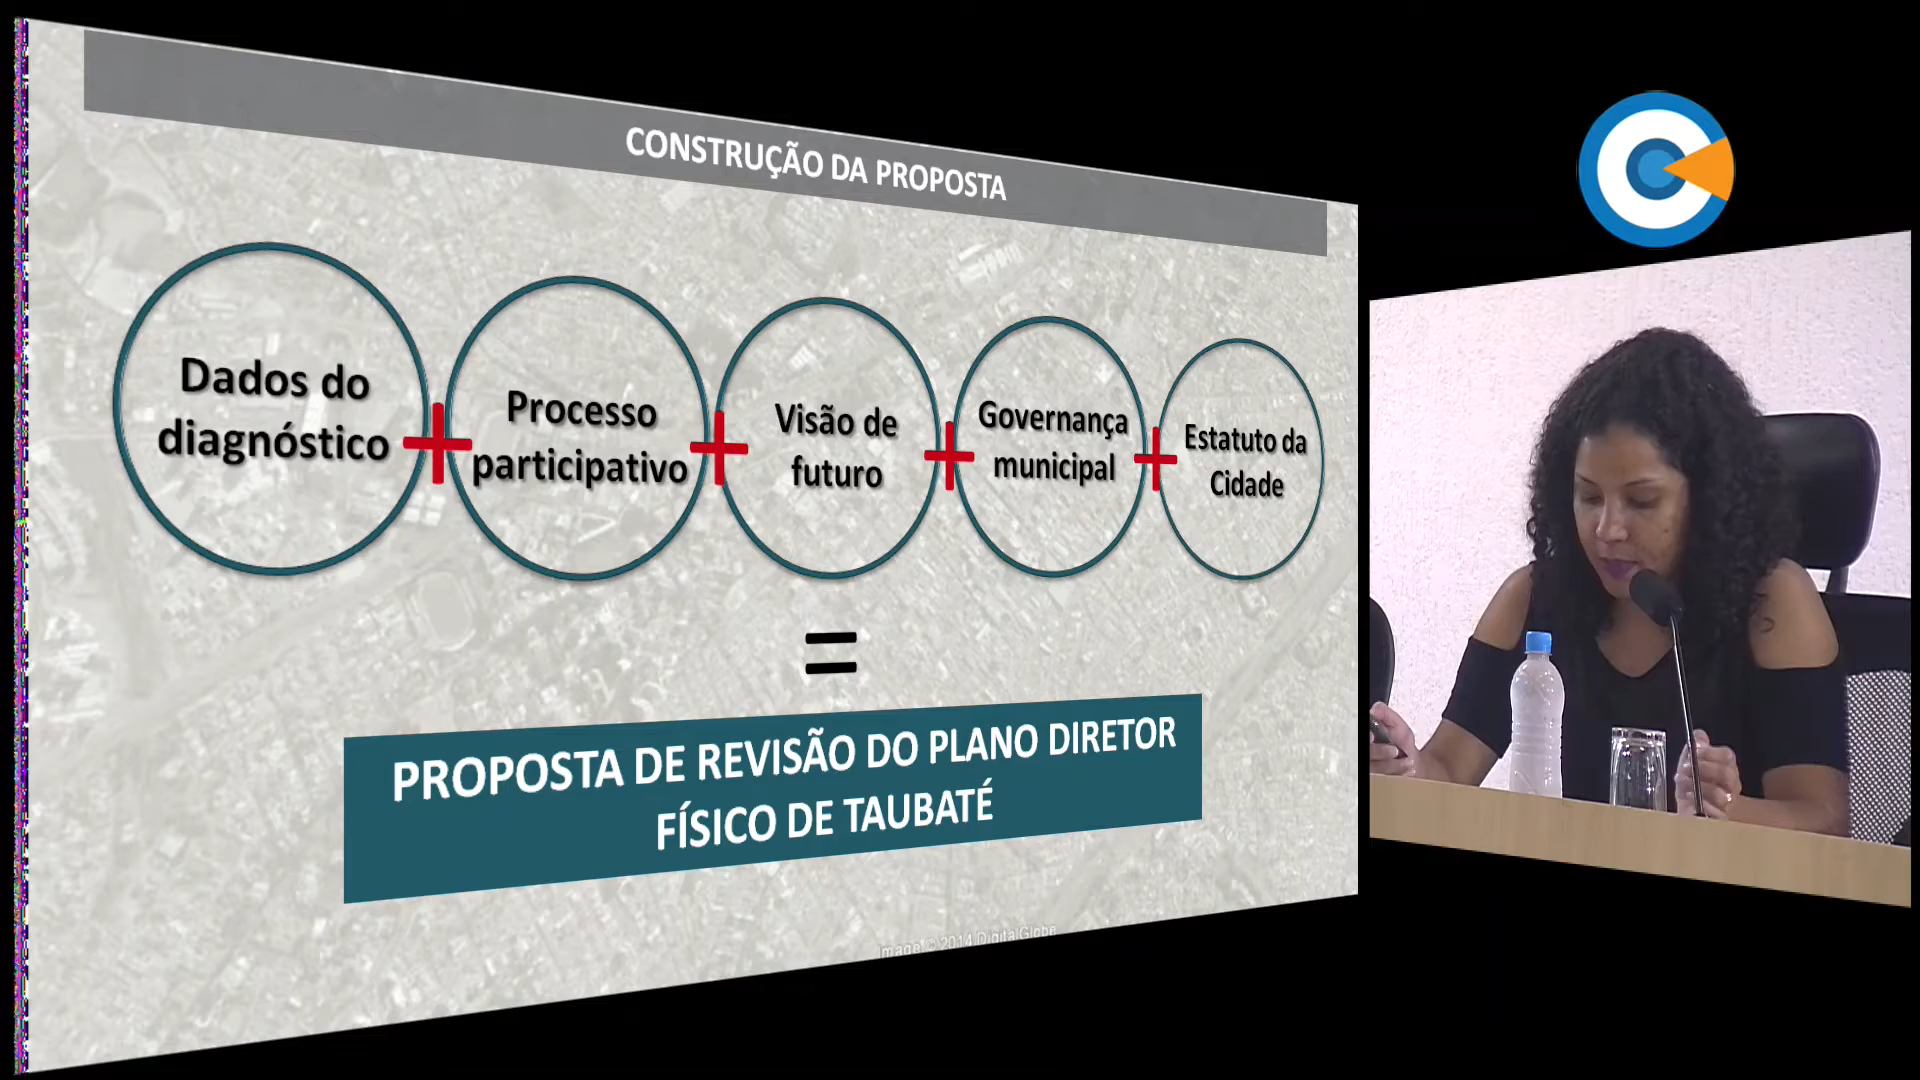 CONSTRUÇÃO DA PROPOSTA
Dados do
diagnóstico
+
Processo
participativo
+
Visão de
futuro
+
Governança
municipal
+
Estatuto da
Cidade
=
PROPOSTA DE REVISÃO DO PLANO DIRETOR
FÍSICO DE TAUBATÉ
Image © 2014 DigitalGlobe